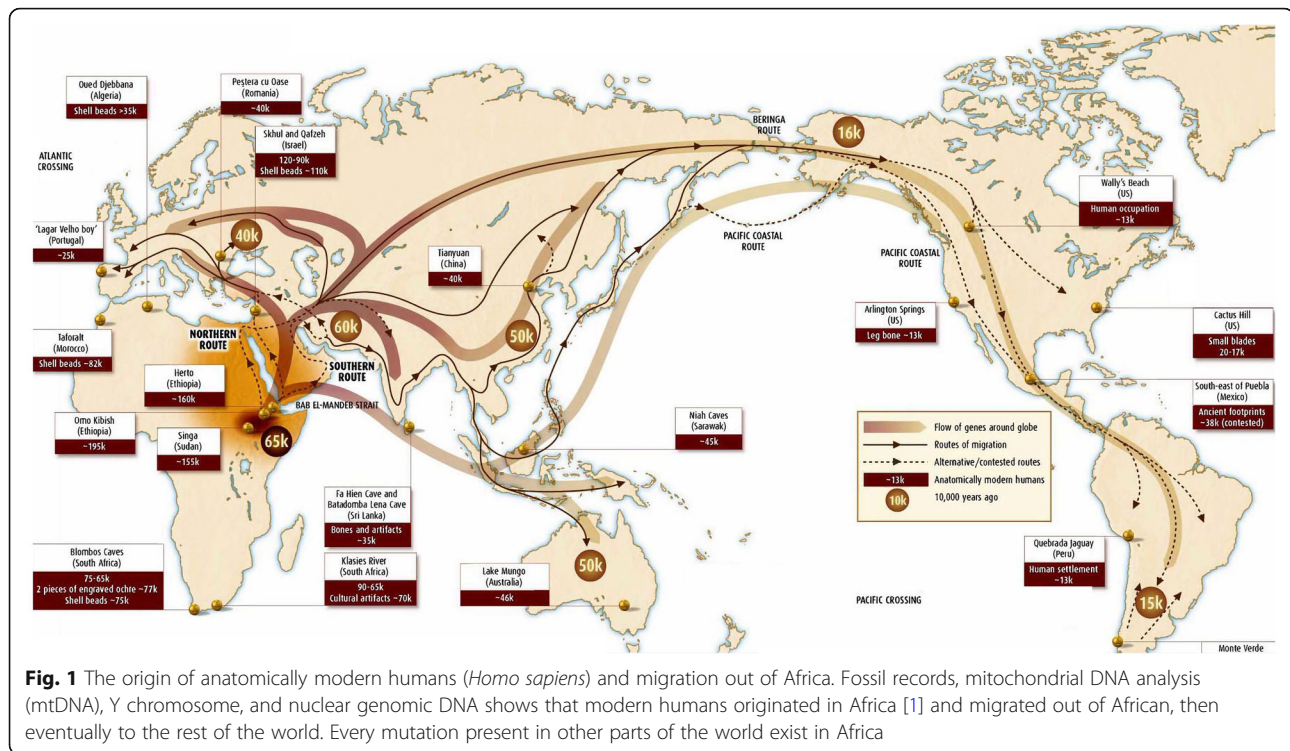 Oued Djebbana
(Algeria)
Shell beads >35k
Peștera cu Oase
(Romania)
~40k
Skhul and Qafzeh
(Israel)
120-90k
Shell beads ~110k
ATLANTIC
CROSSING
'Lagar Velho boy'
(Portugal)
~25k
40k
Taforalt
(Morocco)
Shell beads ~82k
NORTHERN
ROUTE
60k
SOUTHERN
ROUTE
BAB EL-MANDEB STRAIT
Herto
(Ethiopia)
~160k
Omo Kibish
(Ethiopia)
~195k
Singa
(Sudan)
~155k
65k
Blombos Caves
(South Africa)
75-65k
2 pieces of engraved ochre ~77k
Shell beads ~75k
Fa Hien Cave and
Batadomba Lena Cave
(Sri Lanka)
Bones and artifacts
~35k
Klasies River
(South Africa)
90-65k
Cultural artifacts ~70k
Tianyuan
(China)
~40k
50k
Niah Caves
(Sarawak)
~45k
Lake Mungo
(Australia)
~46k
50k
BERINGA
ROUTE
16k
PACIFIC COASTAL
ROUTE
PACIFIC COASTAL
ROUTE
Wally's Beach
(US)
Human occupation
~13k
Arlington Springs
(US)
Leg bone ~13k
Cactus Hill
(US)
Small blades
20-17k
South-east of Puebla
(Mexico)
Ancient footprints
~38k (contested)
Flow of genes around globe
Routes of migration
Alternative/contested routes
~13k Anatomically modern humans
10k 10,000 years ago
Quebrada Jaguay
(Peru)
Human settlement
~13k
PACIFIC CROSSING
15k
Monte Verde
Fig. 1 The origin of anatomically modern humans (Homo sapiens) and migration out of Africa. Fossil records, mitochondrial DNA analysis
(mtDNA), Y chromosome, and nuclear genomic DNA shows that modern humans originated in Africa [1] and migrated out of African, then
eventually to the rest of the world. Every mutation present in other parts of the world exist in Africa